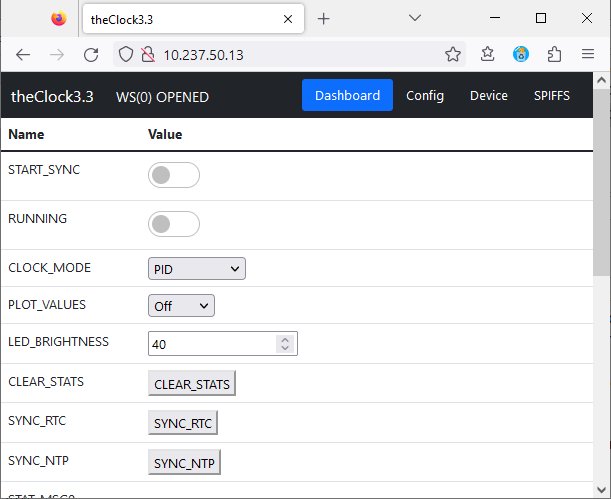 theClock3.3
10.237.50.13
theClock3.3 WS(0) OPENED Dashboard Config Device SPIFFS
Name Value
START_SYNC
RUNNING
CLOCK_MODE PID
PLOT_VALUES Off
LED_BRIGHTNESS 40
CLEAR_STATS CLEAR_STATS
SYNC_RTC SYNC_RTC
SYNC_NTP SYNC_NTP